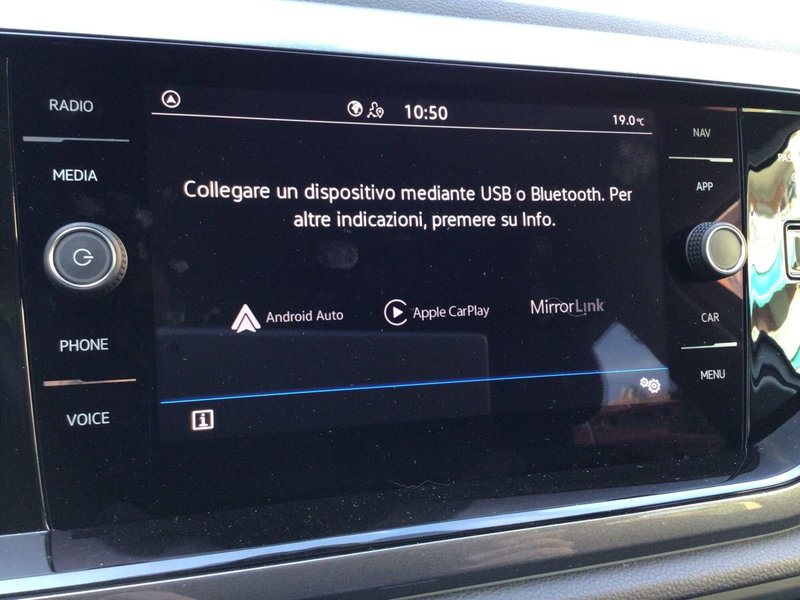 RADIO
MEDIA
PHONE
VOICE
10:50
19.0°C
Collegare un dispositivo mediante USB o Bluetooth. Per
altre indicazioni, premere su Info.
Android Auto
Apple CarPlay
MirrorLink
i
NAV
APP
CAR
MENU